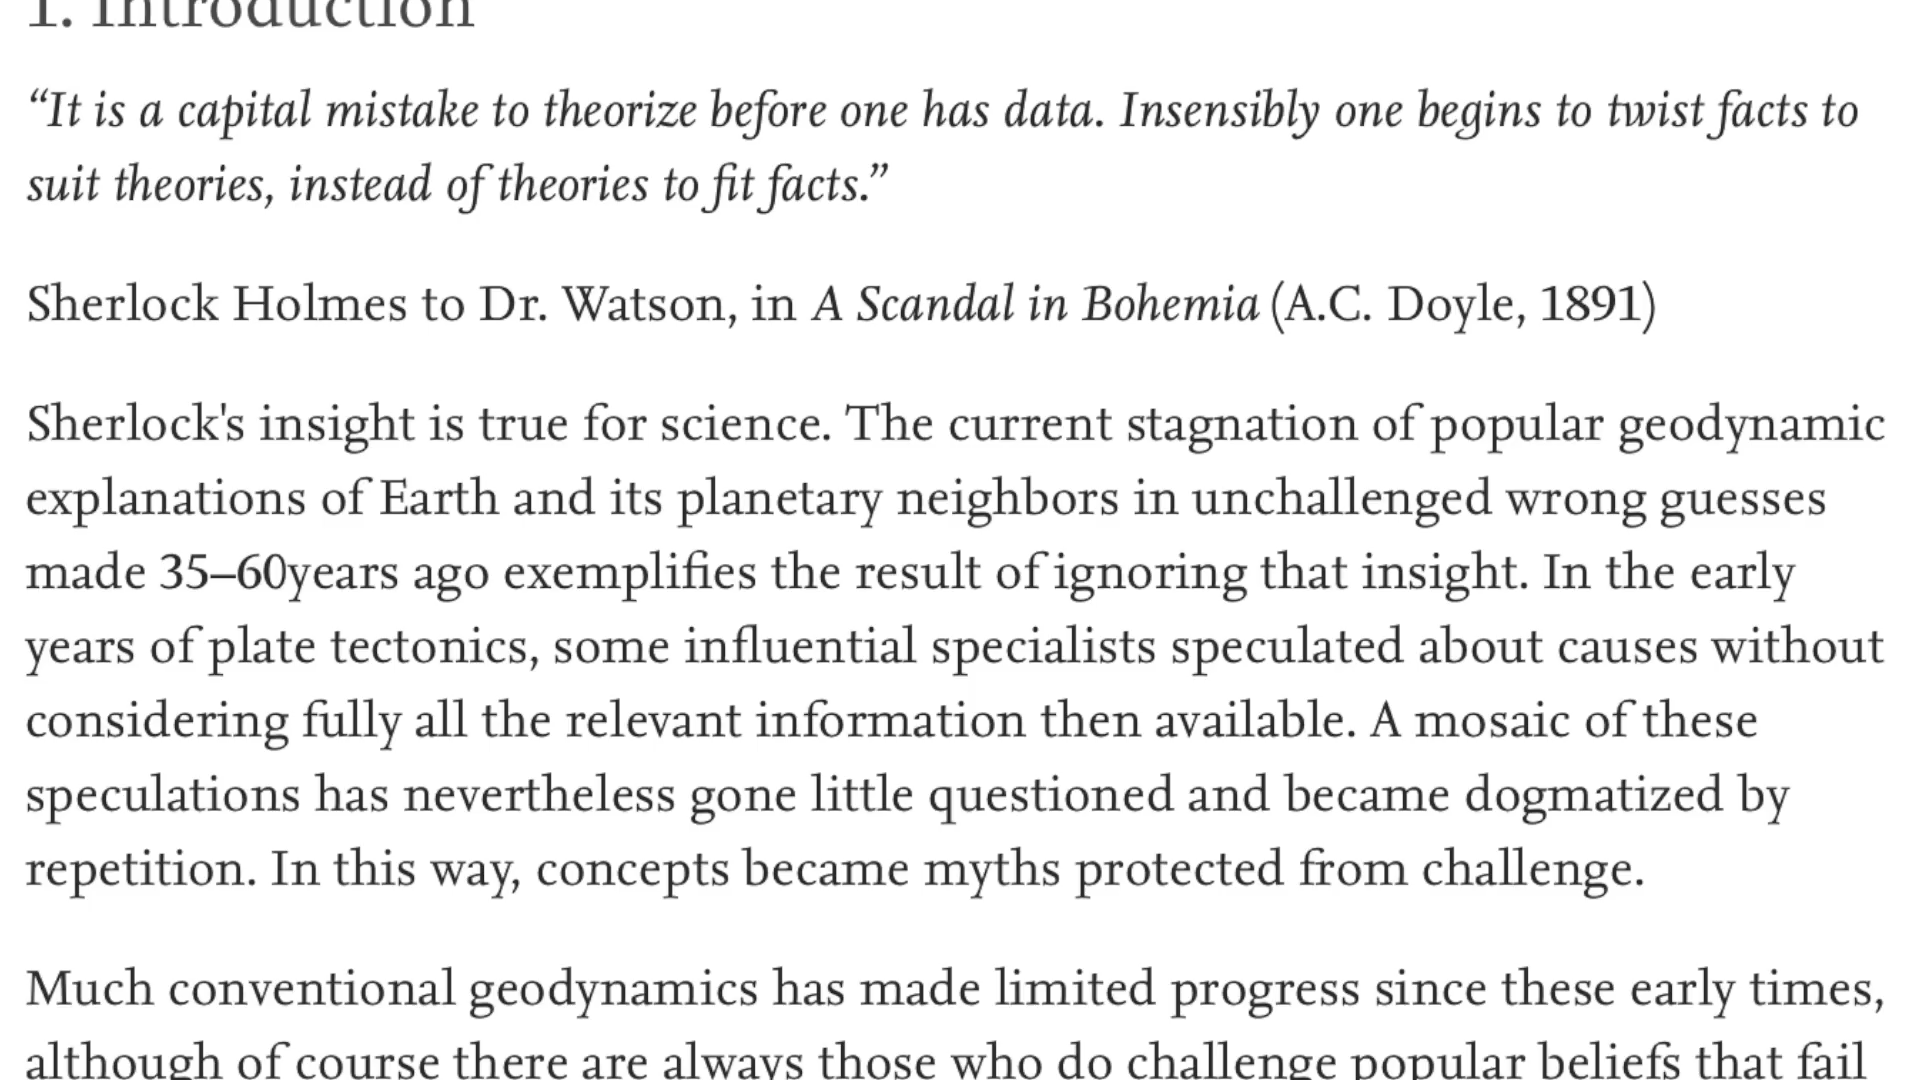 1. Introduction
“It is a capital mistake to theorize before one has data. Insensibly one begins to twist facts to
suit theories, instead of theories to fit facts.”
Sherlock Holmes to Dr. Watson, in A Scandal in Bohemia (A.C. Doyle, 1891)
Sherlock's insight is true for science. The current stagnation of popular geodynamic
explanations of Earth and its planetary neighbors in unchallenged wrong guesses
made 35–60years ago exemplifies the result of ignoring that insight. In the early
years of plate tectonics, some influential specialists speculated about causes without
considering fully all the relevant information then available. A mosaic of these
speculations has nevertheless gone little questioned and became dogmatized by
repetition. In this way, concepts became myths protected from challenge.
Much conventional geodynamics has made limited progress since these early times,
although of course there are always those who do challenge popular beliefs that fail